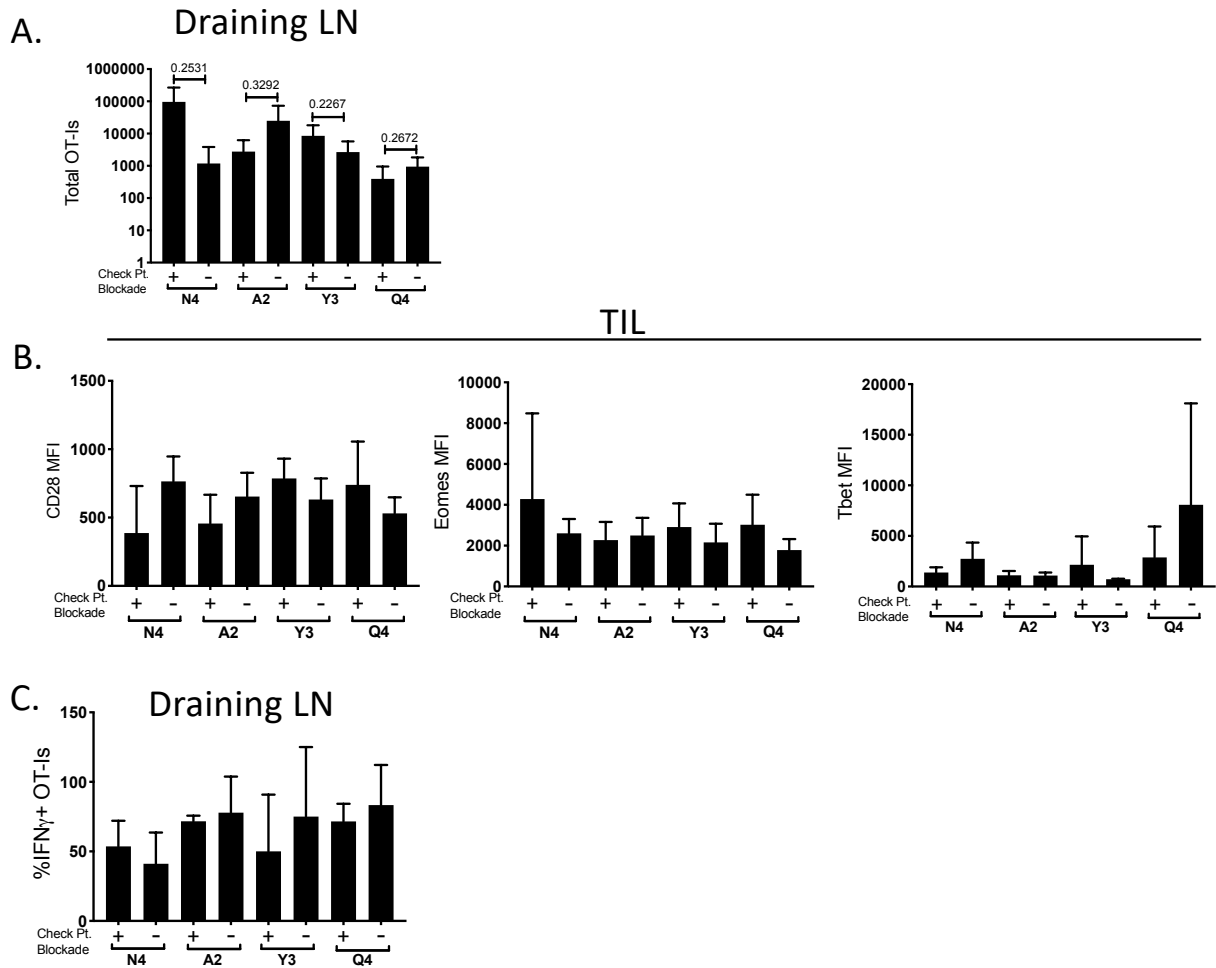 A.
Draining LN
Total OT-Is
1000000
100000
10000
1000
100
10
1
0.2531
0.3292
0.2267
0.2672
Check Pt.
Blockade
+ - + - + - + -
N4 A2 Y3 Q4
TIL
B.
CD28 MFI
1500
1000
500
0
Check Pt.
Blockade
+ - + - + - + -
N4 A2 Y3 Q4
Eomes MFI
10000
8000
6000
4000
2000
0
Check Pt.
Blockade
+ - + - + - + -
N4 A2 Y3 Q4
Tbet MFI
20000
15000
10000
5000
0
Check Pt.
Blockade
+ - + - + - + -
N4 A2 Y3 Q4
C.
Draining LN
%IFNγ+ OT-Is
150
100
50
0
Check Pt.
Blockade
+ - + - + - + -
N4 A2 Y3 Q4